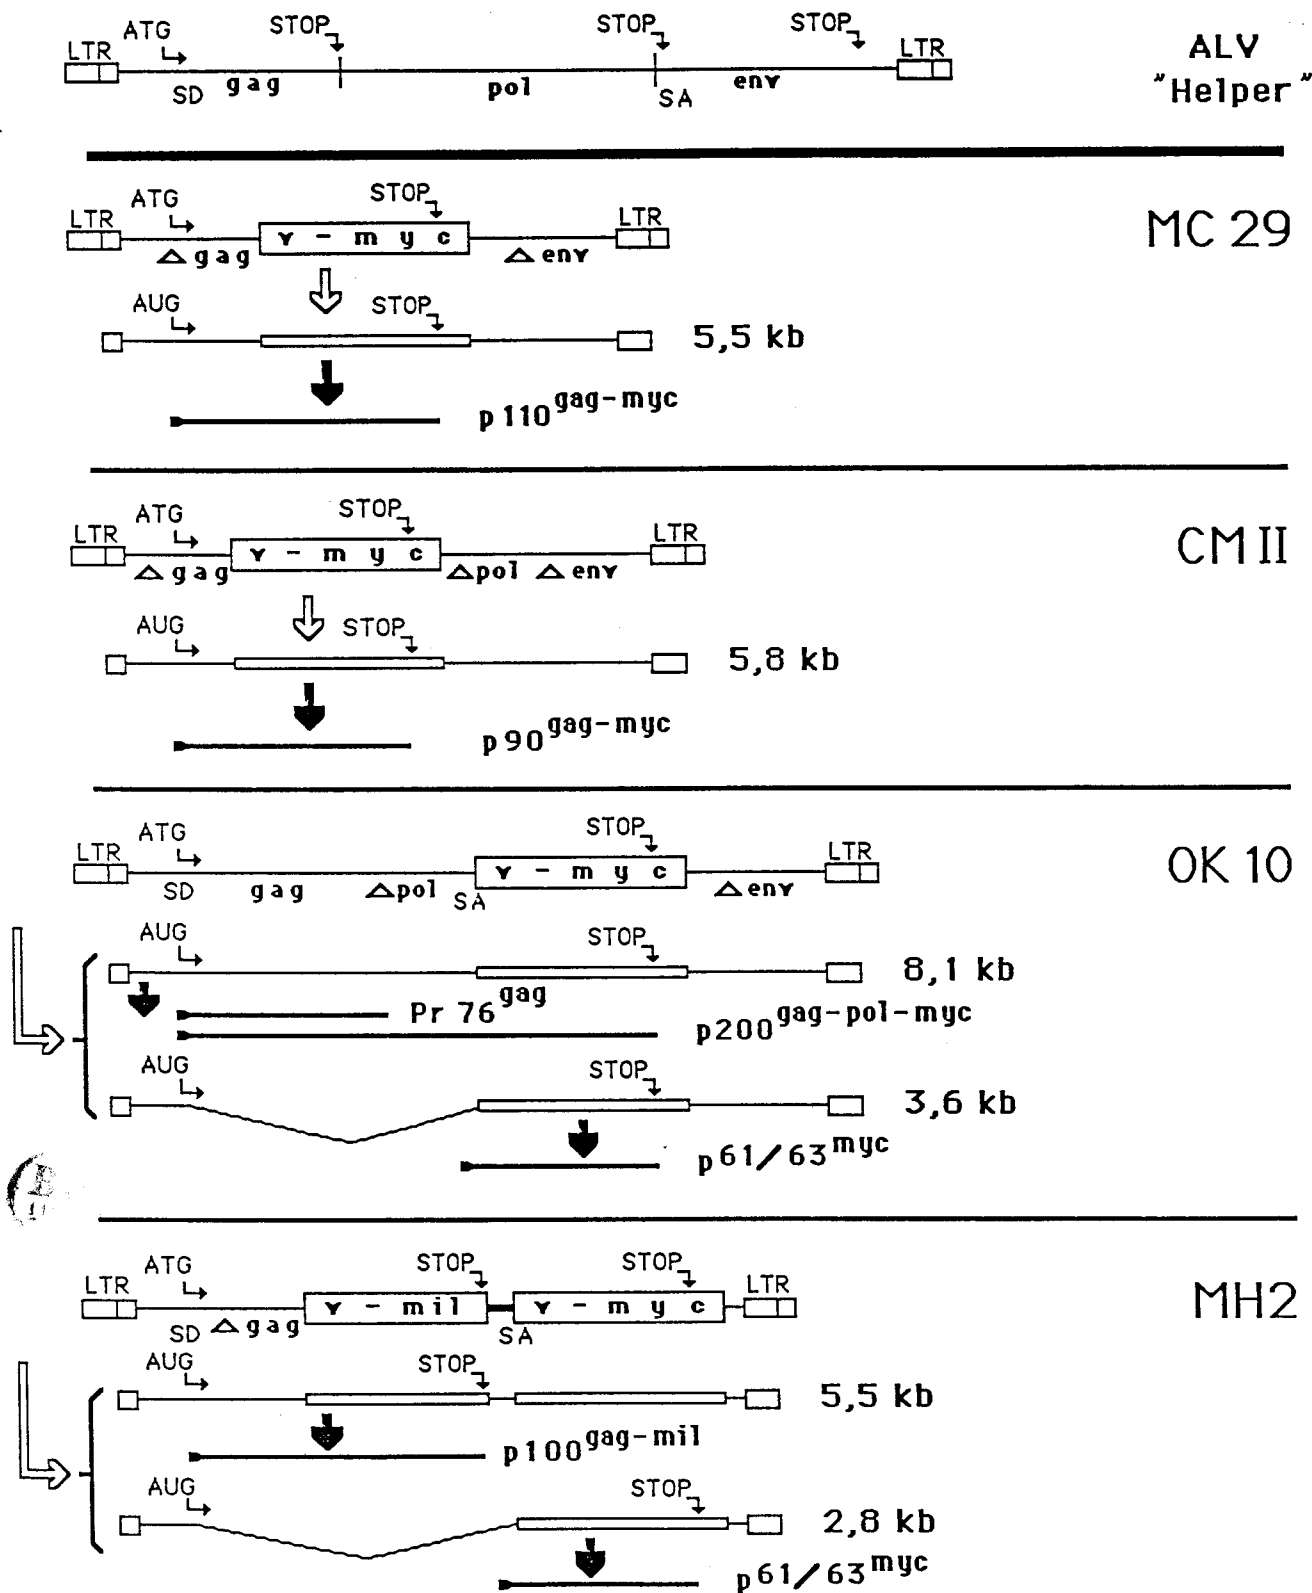 ATG STOP STOP STOP
LTR LTR
SD gag pol SA env
ALV
"Helper"
ATG STOP
LTR v - m y c LTR
Δgag Δenv
MC 29
AUG STOP
5,5 kb
p110gag-myc
ATG STOP
LTR v - m y c LTR
Δgag Δpol Δenv
CM II
AUG STOP
5,8 kb
p90gag-myc
ATG STOP
LTR v - m y c LTR
SD gag Δpol SA Δenv
OK 10
AUG STOP
8,1 kb
Pr 76gag
p200gag-pol-myc
AUG STOP
3,6 kb
p61/63myc
ATG STOP STOP
LTR v - mil v - m y c LTR
SD Δgag SA
MH2
AUG STOP
5,5 kb
p100gag-mil
AUG STOP
2,8 kb
p61/63myc